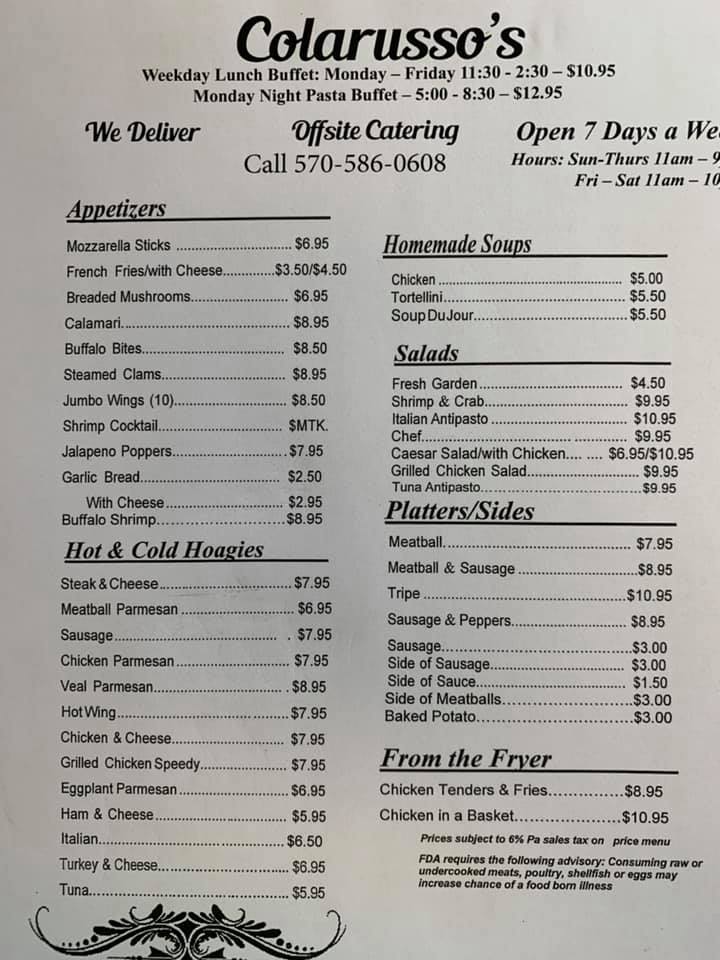 Colarusso's
Weekday Lunch Buffet: Monday – Friday 11:30 - 2:30 – $10.95
Monday Night Pasta Buffet – 5:00 - 8:30 – $12.95
We Deliver
Offsite Catering
Open 7 Days a We
Call 570-586-0608
Hours: Sun-Thurs 11am – 9
Fri – Sat 11am – 10
Appetizers
Mozzarella Sticks ................................ $6.95
French Fries/with Cheese.............$3.50/$4.50
Breaded Mushrooms........................ $6.95
Calamari.......................................... $8.95
Buffalo Bites................................... $8.50
Steamed Clams............................... $8.95
Jumbo Wings (10)............................ $8.50
Shrimp Cocktail............................... $MTK.
Jalapeno Poppers............................. $7.95
Garlic Bread................................... $2.50
With Cheese............................. $2.95
Buffalo Shrimp..............................$8.95
Hot & Cold Hoagies
Steak & Cheese................................ $7.95
Meatball Parmesan ............................ $6.95
Sausage........................................ . $7.95
Chicken Parmesan............................ $7.95
Veal Parmesan................................. . $8.95
Hot Wing..........................................$7.95
Chicken & Cheese............................ $7.95
Grilled Chicken Speedy..................... $7.95
Eggplant Parmesan...........................$6.95
Ham & Cheese................................. $5.95
Italian.............................................. $6.50
Turkey & Cheese................................ $6.95
Tuna.................................................. $5.95
Homemade Soups
Chicken .................................................. $5.00
Tortellini............................................. $5.50
Soup Du Jour...................................... $5.50
Salads
Fresh Garden..................................... $4.50
Shrimp & Crab................................... $9.95
Italian Antipasto ................................. $10.95
Chef..................................... .............. $9.95
Caesar Salad/with Chicken.... .... $6.95/$10.95
Grilled Chicken Salad........................... $9.95
Tuna Antipasto.......................................$9.95
Platters/Sides
Meatball.............................................. $7.95
Meatball & Sausage .............................$8.95
Tripe ..................................................$10.95
Sausage & Peppers............................ $8.95
Sausage...............................................$3.00
Side of Sausage................................. $3.00
Side of Sauce..................................... $1.50
Side of Meatballs..............................$3.00
Baked Potato....................................$3.00
From the Fryer
Chicken Tenders & Fries..............$8.95
Chicken in a Basket.........................$10.95
Prices subject to 6% Pa sales tax on price menu
FDA requires the following advisory: Consuming raw or
undercooked meats, poultry, shellfish or eggs may
increase chance of a food born illness